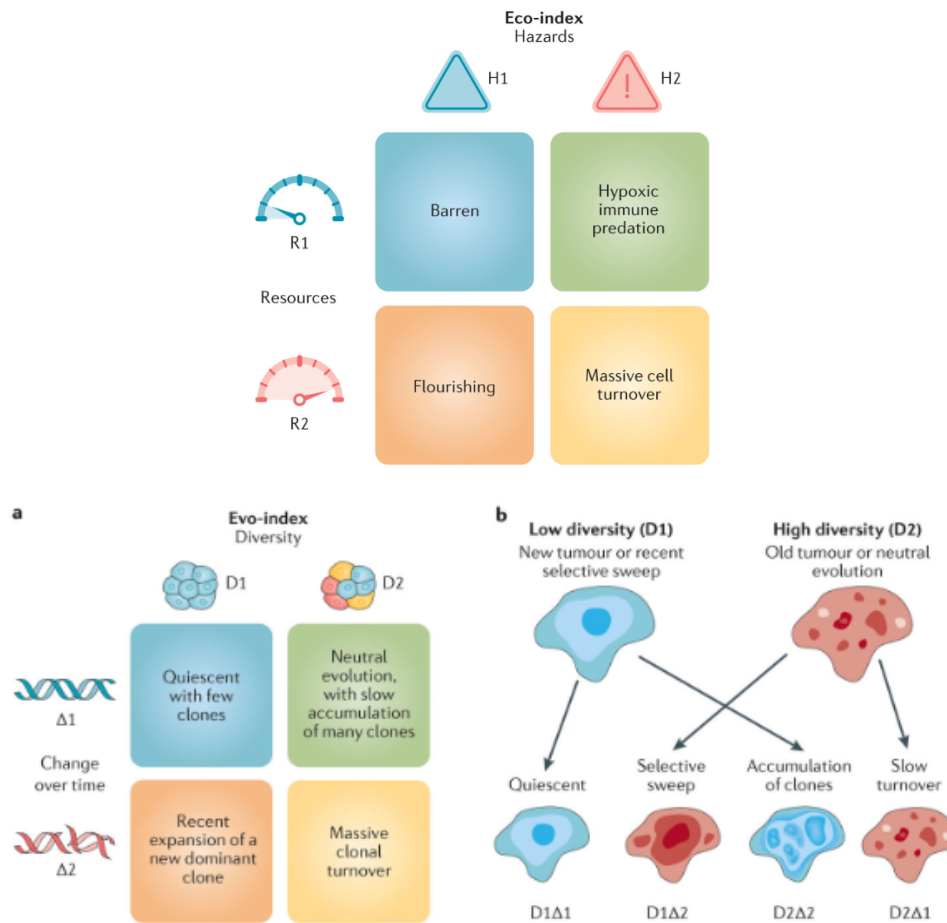 Eco-index
Hazards
H1
H2
R1
Barren
Hypoxic
immune
predation
Resources
R2
Flourishing
Massive cell
turnover
a
Evo-index
Diversity
D1
D2
Δ1
Quiescent
with few
clones
Neutral
evolution,
with slow
accumulation
of many clones
Change
over time
Δ2
Recent
expansion of a
new dominant
clone
Massive
clonal
turnover
b
Low diversity (D1)
New tumour or recent
selective sweep
High diversity (D2)
Old tumour or neutral
evolution
Quiescent
Selective
sweep
Accumulation
of clones
Slow
turnover
D1Δ1
D1Δ2
D2Δ2
D2Δ1